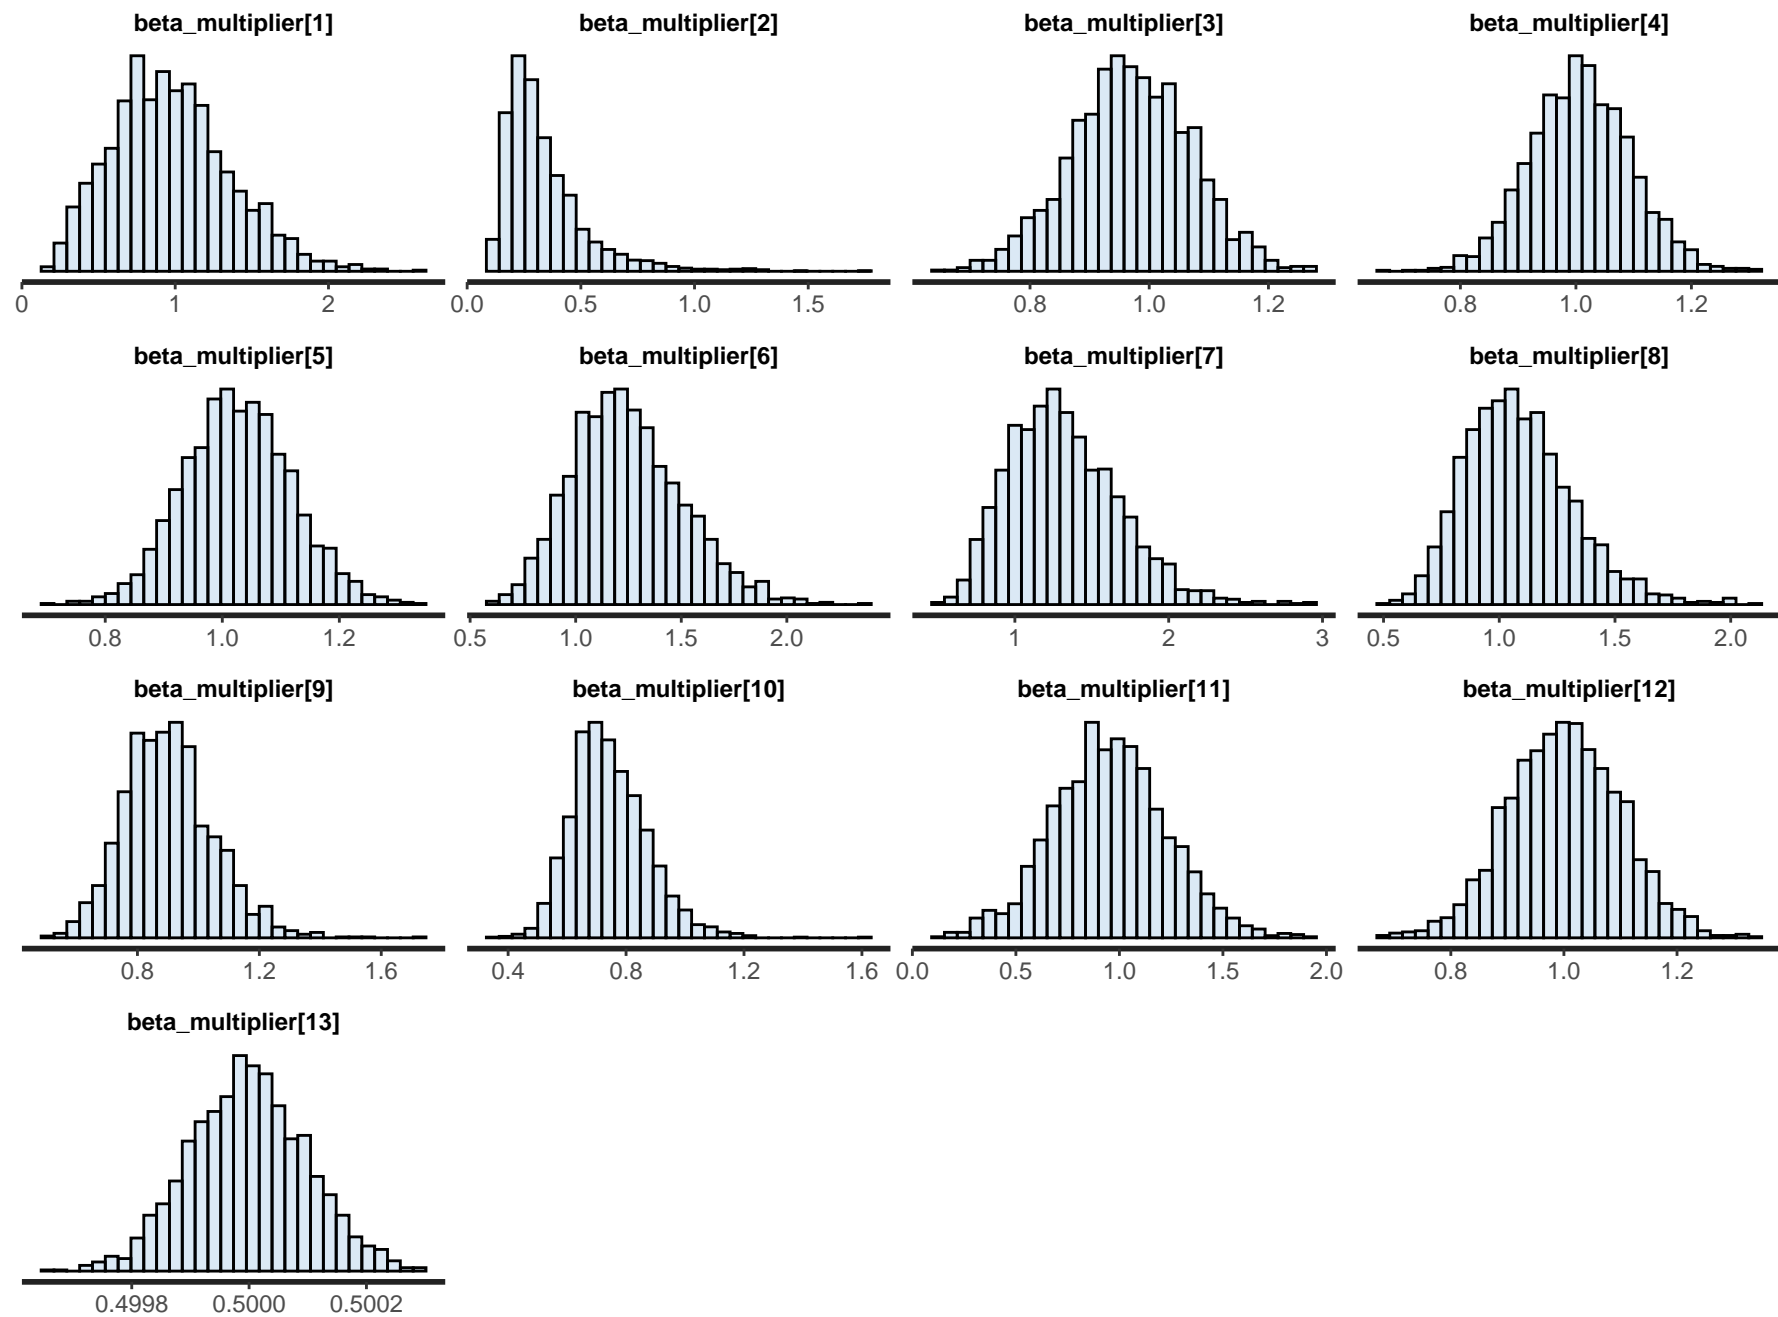 beta_multiplier[1] beta_multiplier[2] beta_multiplier[3] beta_multiplier[4]
0 1 2 0.0 0.5 1.0 1.5 0.8 1.0 1.2 0.8 1.0 1.2
beta_multiplier[5] beta_multiplier[6] beta_multiplier[7] beta_multiplier[8]
0.8 1.0 1.2 0.5 1.0 1.5 2.0 1 2 3 0.5 1.0 1.5 2.0
beta_multiplier[9] beta_multiplier[10] beta_multiplier[11] beta_multiplier[12]
0.8 1.2 1.6 0.4 0.8 1.2 1.6 0.0 0.5 1.0 1.5 2.0 0.8 1.0 1.2
beta_multiplier[13]
0.4998 0.5000 0.5002